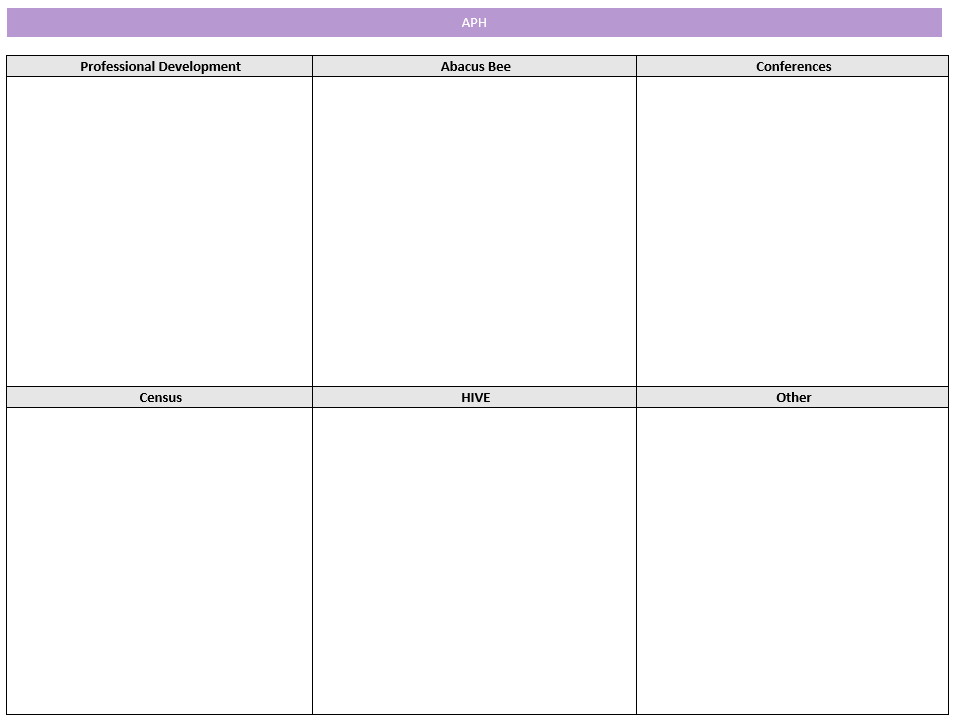 APH
Professional Development Abacus Bee Conferences
Census HIVE Other